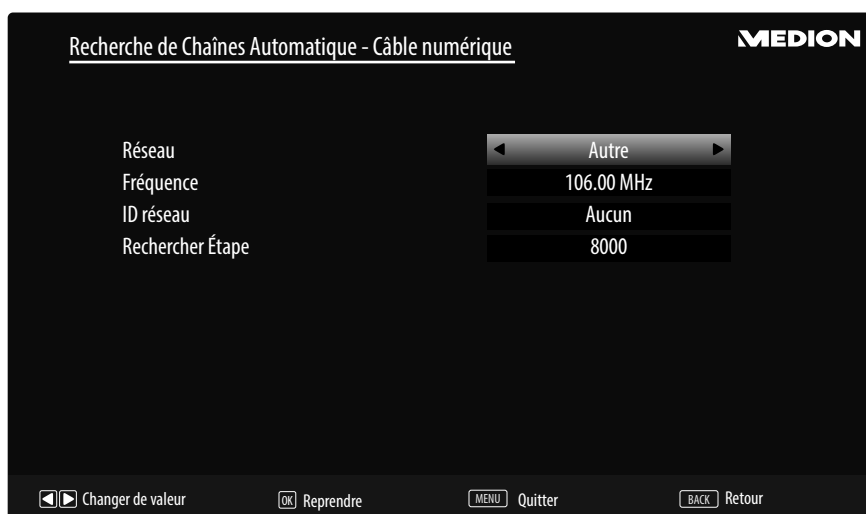 Recherche de Chaînes Automatique - Câble numérique
MEDION
Réseau Autre
Fréquence 106.00 MHz
ID réseau Aucun
Rechercher Étape 8000
Changer de valeur OK Reprendre MENU Quitter BACK Retour